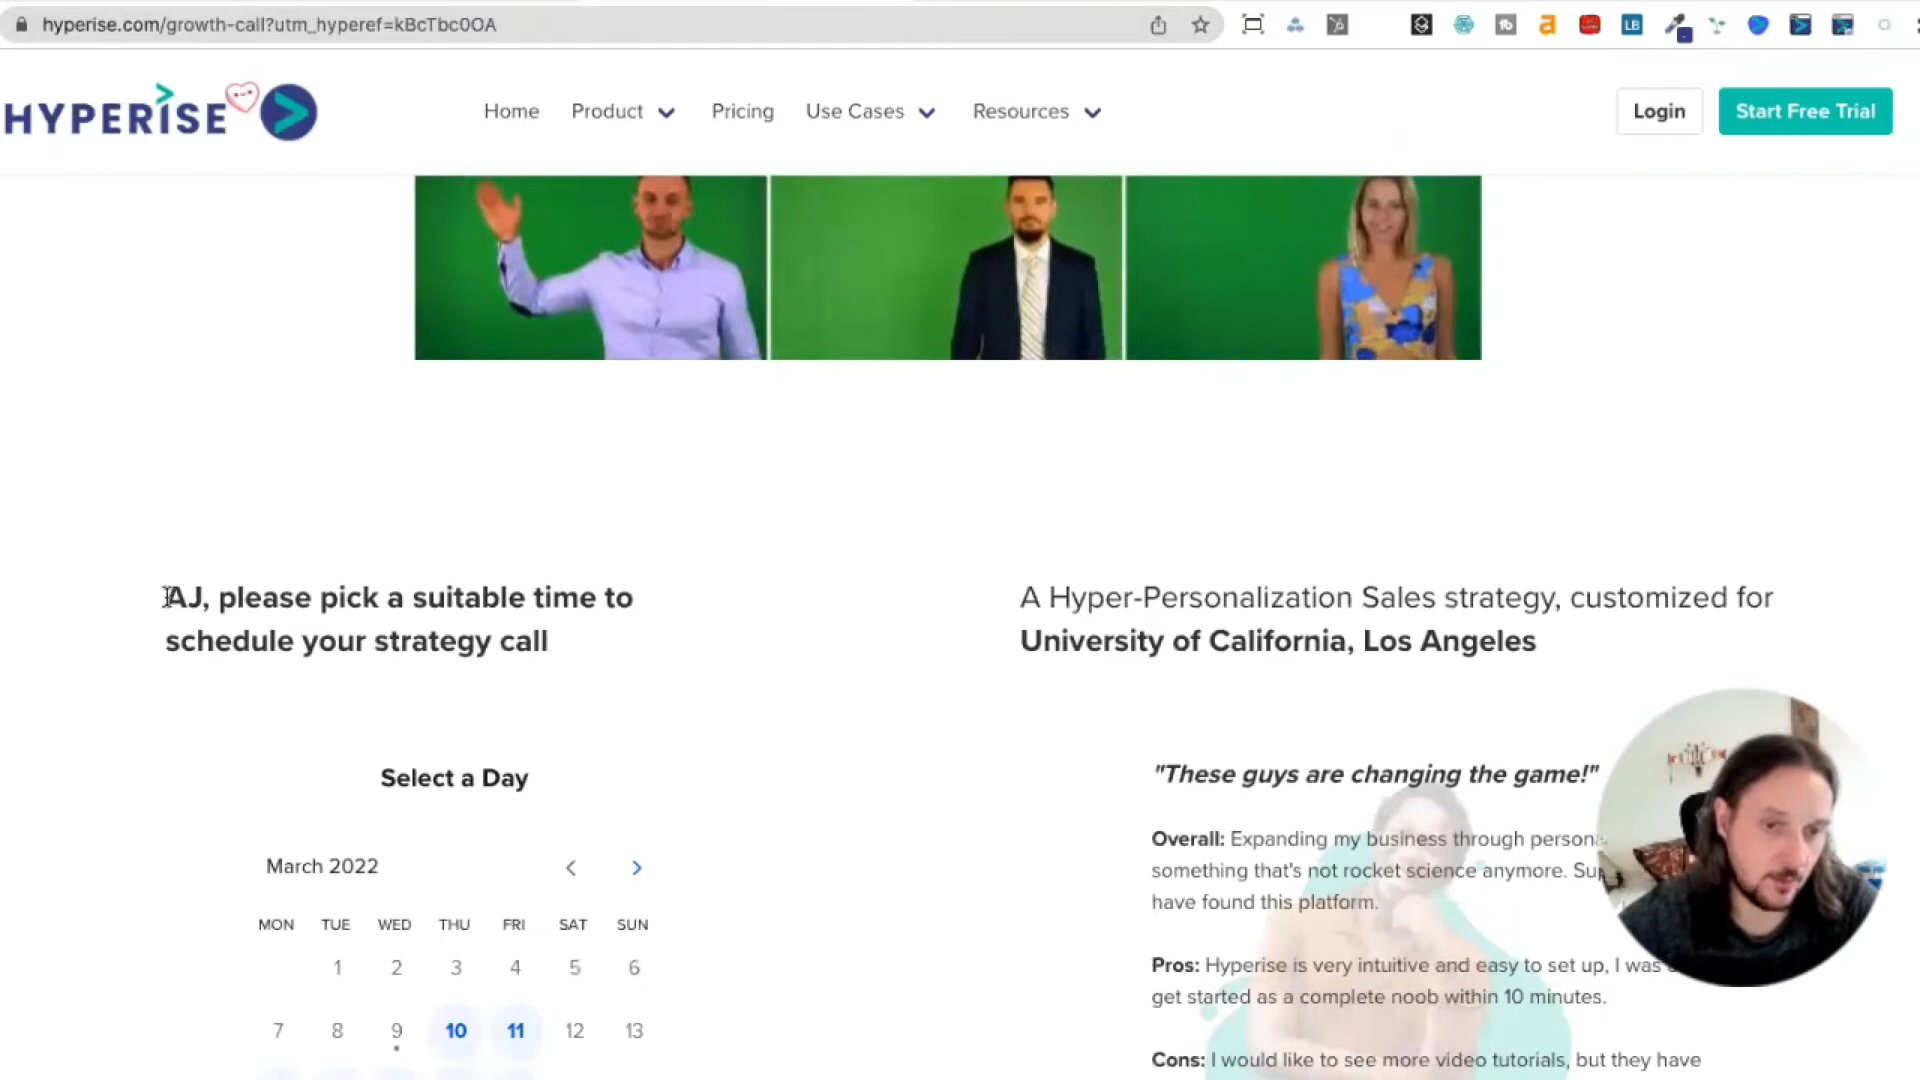 hyperise.com/growth-call?utm_hyperef=kBcTbc0OA
HYPERISE
Home Product Pricing Use Cases Resources
Login
Start Free Trial
AJ, please pick a suitable time to
schedule your strategy call
A Hyper-Personalization Sales strategy, customized for
University of California, Los Angeles
Select a Day
"These guys are changing the game!"
March 2022
Overall: Expanding my business through
something that's not rocket science anymore.
have found this platform.
MON TUE WED THU FRI SAT SUN
1 2 3 4 5 6
Pros: Hyperise is very intuitive and easy to set up, I was
get started as a complete noob within 10 minutes.
7 8 9 10 11 12 13
Cons: I would like to see more video tutorials, but they have